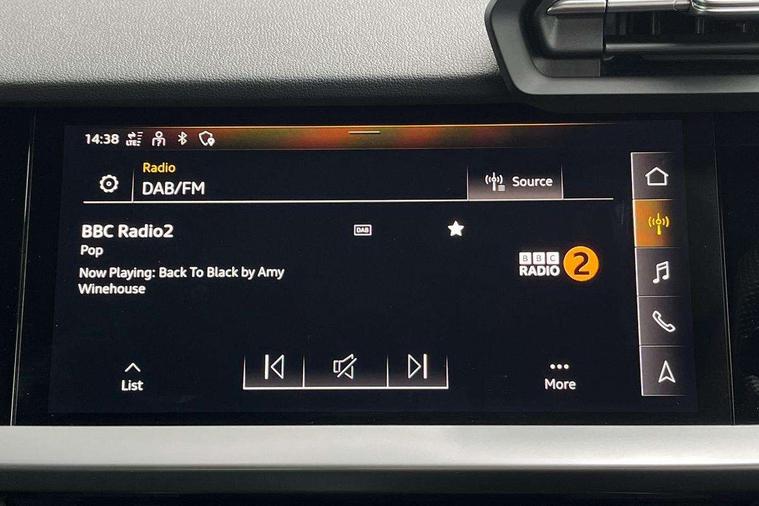 14:38 LTE
Radio
DAB/FM
Source
BBC Radio2
DAB
Pop
Now Playing: Back To Black by Amy
Winehouse
BBC
RADIO 2
List
More